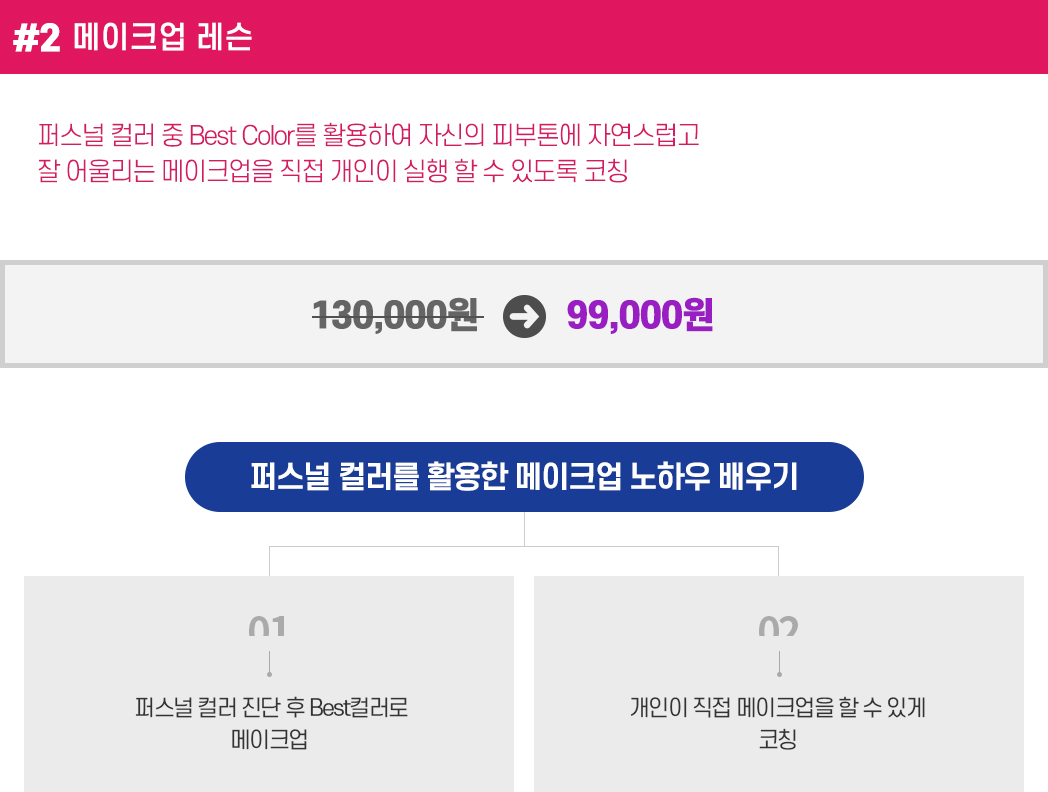 #2 메이크업 레슨
퍼스널 컬러 중 Best Color를 활용하여 자신의 피부톤에 자연스럽고
잘 어울리는 메이크업을 직접 개인이 실행 할 수 있도록 코칭
130,000원 99,000원
퍼스널 컬러를 활용한 메이크업 노하우 배우기
01 02
퍼스널 컬러 진단 후 Best컬러로
메이크업
개인이 직접 메이크업을 할 수 있게
코칭